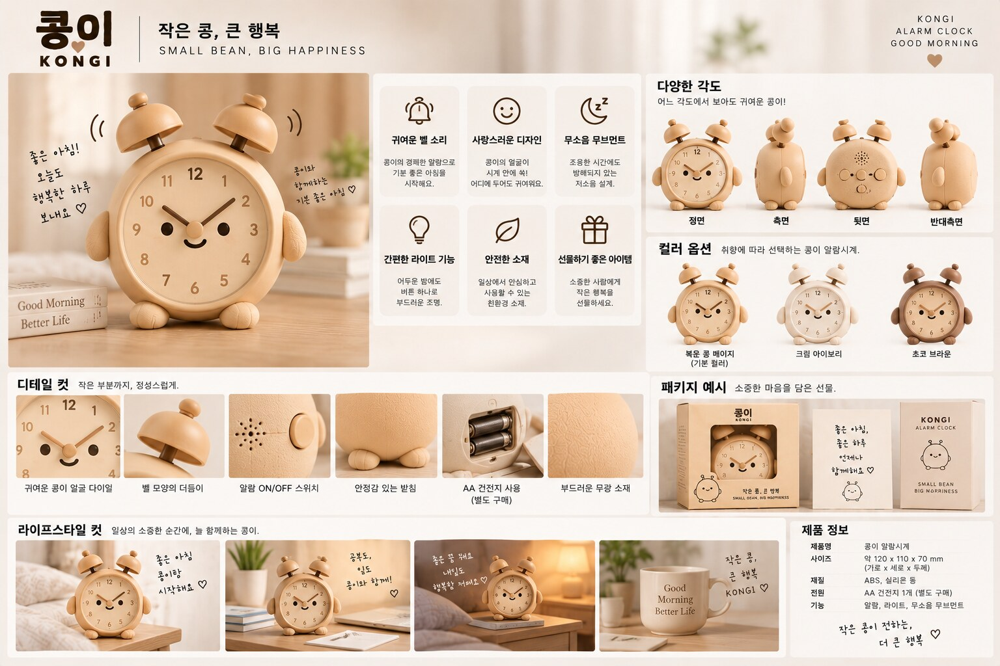 콩이
KONGI
작은 콩, 큰 행복
SMALL BEAN, BIG HAPPINESS
KONGI
ALARM CLOCK
GOOD MORNING
좋은 아침!
오늘도
행복한 하루
보내요 ♡
콩이와
함께하는
기분 좋은 아침 ♡
12
1
2
3
4
5
6
7
8
9
10
11
Good Morning
Better Life
귀여운 벨 소리
콩이의 경쾌한 알람으로
기분 좋은 아침을
시작해요.
사랑스러운 디자인
콩이의 얼굴이
시계 안에 쏙!
어디에 두어도 귀여워요.
무소음 무브먼트
조용한 시간에도
방해되지 았는
저소을 설계.
간편한 라이트 기능
어두운 밤에도
버튼 하나로
부드러운 조명.
안전한 소재
일상에서 안심하고
사용할 수 있는
친환경 소재.
선물하기 좋은 아이템
소중한 사람에게
작은 행복을
선물하세요.
다양한 각도
어느 각도에서 보아도 귀여운 콩이!
정면
측면
뒷면
반대측면
컬러 옵션
취향에 따라 선택하는 콩이 알람시계.
복운 콩 메이지
(기본 컬러)
크림 아이보리
초코 브라운
디테일 컷
작은 부분까지, 정성스럽게.
귀여운 콩이 얼굴 다이얼
벨 모양의 더듬이
알람 ON/OFF 스위치
안정감 있는 받침
AA 건전지 사용
(별도 구매)
부드러운 무광 소재
패키지 예시
소중한 마음을 담은 선물.
콩이
KONGI
SMALL BEAN, BIG
좋은 아침,
좋은 하루
언제나
함께해요 ♡
KONGI
ALARM CLOCK
SMALL BEAN
BIG
라이프스타일 컷
일상의 소중한 순간에, 늘 함께하는 콩이.
좋은 아침
콩이랑
시작해요 ♡
공부도,
일도
콩이와 함께!
♡
좋은 꿈
내일도
행복함
Good
Morning
Better Life
작은 콩,
큰 행복
KONGI ♡
제품 정보
제품명 콩이 알람시계
사이즈 약 120 x 110 x 70 mm
(가로 x 세로 x 두께)
재질 ABS, 실리온 등
전원 AA 건전지 1개 (별도 구매)
기능 알람, 라이트, 무소음 무브먼트
작은 콩이 전하는,
더 큰 행복 ♡